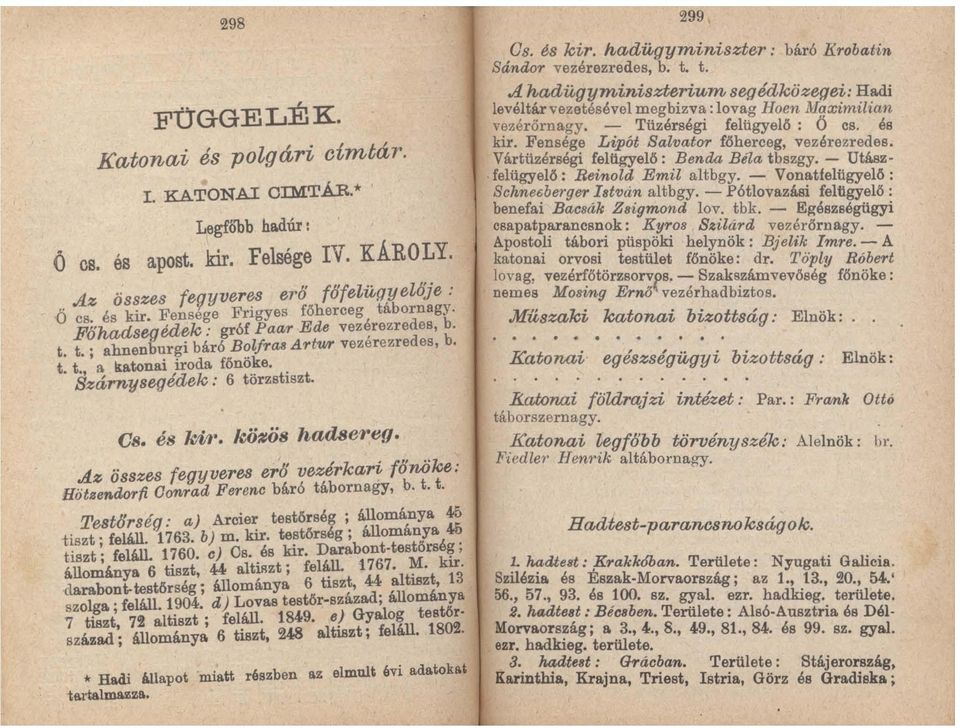 298
FÜGGELÉK.
Katonai és polgári címtár.
I. KATONAI CIMTÁR.*
Legfőbb hadúr:
Ő cs. és apost. kir. Felsége IV. KÁROLY.
Az összes fegyveres erő főfelügyelője:
Ő cs. és kir. Fensége Frigyes főherceg tábornagy.
Főhadsegédek: gróf Paar Ede vezérezredes, b.
t. t.; ahnenburgi báró Bolfras Artur vezérezredes, b.
t. t., a katonai iroda főnöke.
Szárnysegédek: 6 törzstiszt.
Cs. és kir. közös hadsereg.
Az összes fegyveres erő vezérkari főnöke:
Hötzendorfi Conrad Ferenc báró tábornagy, b. t. t.
Testőrség: a) Arcier testőrség; állománya 45
tiszt; feláll. 1763. b) m. kir. testőrség; állománya 45
tiszt; feláll. 1760. c) Cs. és kir. Darabont-testőrség;
állománya 6 tiszt, 44 altiszt; feláll. 1767. M. kir.
darabont-testőrség; állománya 6 tiszt, 44 altiszt, 13
szolga; feláll. 1904. d) Lovas testőr-század; állománya
7 tiszt, 72 altiszt; feláll. 1849. e) Gyalog testőr-
század; állománya 6 tiszt, 248 altiszt; feláll. 1802.
* Hadi állapot miatt részben az elmult évi adatokat
tartalmazza.
299
Cs. és kir. hadügyminiszter: báró Krobatin
Sándor vezérezredes, b. t. t.
A hadügyminiszterium segédközegei: Hadi
levéltár vezetésével megbizva: lovag Hoen Maximilian
vezérőrnagy. — Tüzérségi felügyelő: Ő cs. és
kir. Fensége Lipót Salvator főherceg, vezérezredes.
Vártüzérségi felügyelő: Benda Béla tbszgy. — Utász-
felügyelő: Reinold Emil altbgy. — Vonatfelügyelő:
Schneeberger István altbgy. — Pótlovazási felügyelő:
benefai Bacsák Zsigmond lov. tbk. — Egészségügyi
csapatparancsnok: Kyros Szilárd vezérőrnagy. —
Apostoli tábori püspöki helynök: Bjelik Imre. — A
katonai orvosi testület főnöke: dr. Töply Róbert
lovag, vezérfőtörzsorvos. — Szakszámvevőség főnöke:
nemes Mosing Ernő vezérhadbiztos.
Műszaki katonai bizottság: Elnök: . .
. . . . . . . . . . . . .
Katonai egészségügyi bizottság: Elnök:
. . . . . . . . . . . . .
Katonai földrajzi intézet: Par.: Frank Ottó
táborszernagy.
Katonai legfőbb törvényszék: Alelnök: br.
Fiedler Henrik altábornagy.
Hadtest-parancsnokságok.
1. hadtest: Krakkóban. Területe: Nyugati Galicia.
Szilézia és Észak-Morvaország; az 1., 13., 20., 54.'
56., 57., 93. és 100. sz. gyal. ezr. hadkieg. területe.
2. hadtest: Bécsben. Területe: Alsó-Ausztria és Dél-
Morvaország; a 3., 4., 8., 49., 81., 84. és 99. sz. gyal.
ezr. hadkieg. területe.
3. hadtest: Grácban. Területe: Stájerország,
Karinthia, Krajna, Triest, Istria, Görz és Gradiska;